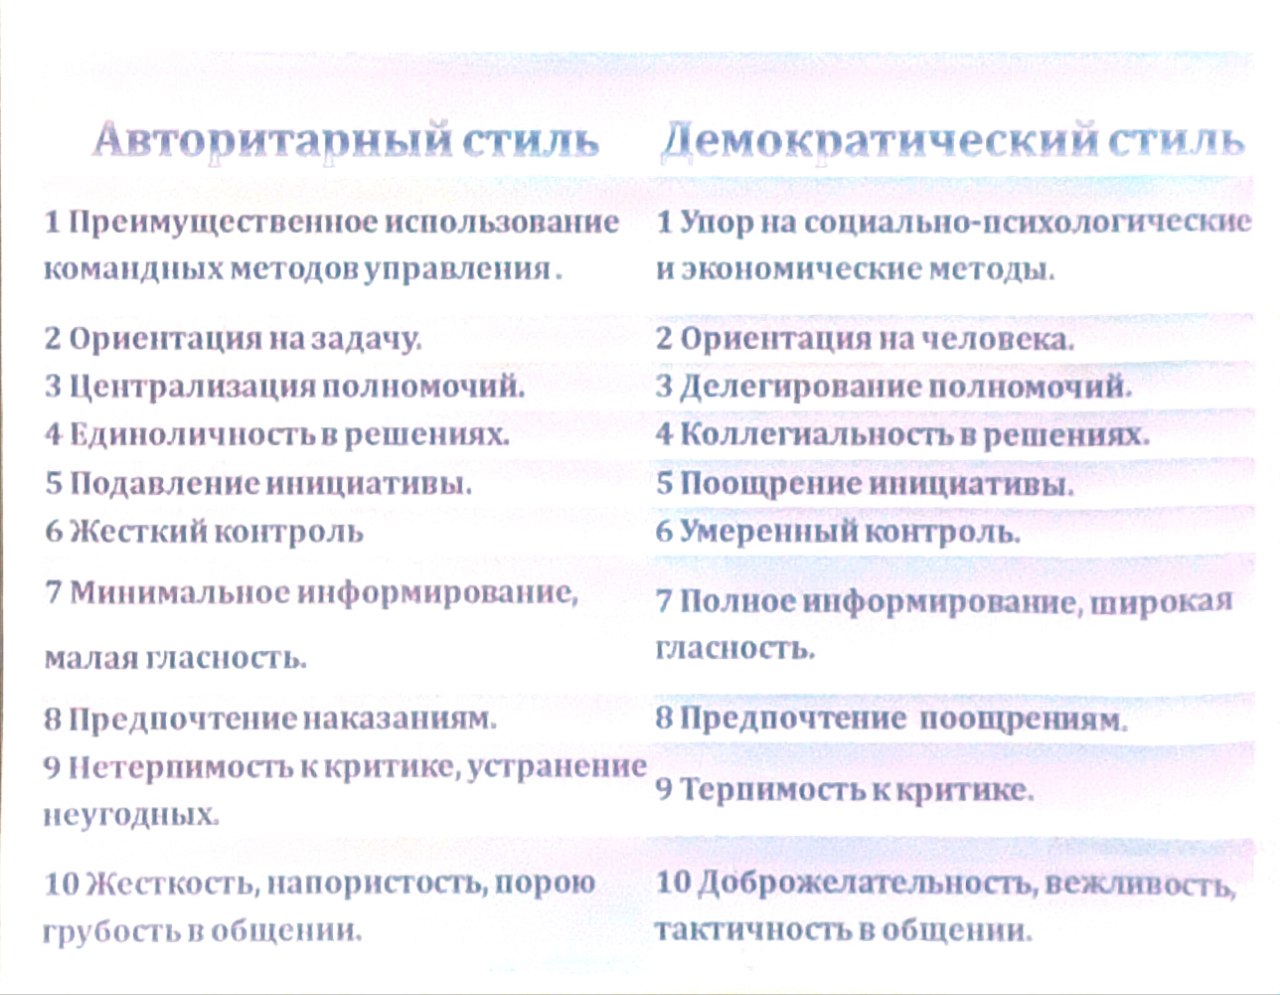 Авторитарный стиль
Демократический стиль
1 Преимущественное использование
командных методов управления.
1 Упор на социально-психологические
и экономические методы.
2 Ориентация на задачу.
2 Ориентация на человека.
3 Централизация полномочий.
3 Делегирование полномочий.
4 Единоличность в решениях.
4 Коллегиальность в решениях.
5 Подавление инициативы.
5 Поощрение инициативы.
6 Жесткий контроль
6 Умеренный контроль.
7 Минимальное информирование,
малая гласность.
7 Полное информирование, широкая
гласность.
8 Предпочтение наказаниям.
8 Предпочтение поощрениям.
9 Нетерпимость к критике, устранение
неугодных.
9 Терпимость к критике.
10 Жесткость, напористость, порою
грубость в общении.
10 Доброжелательность, вежливость,
тактичность в общении.